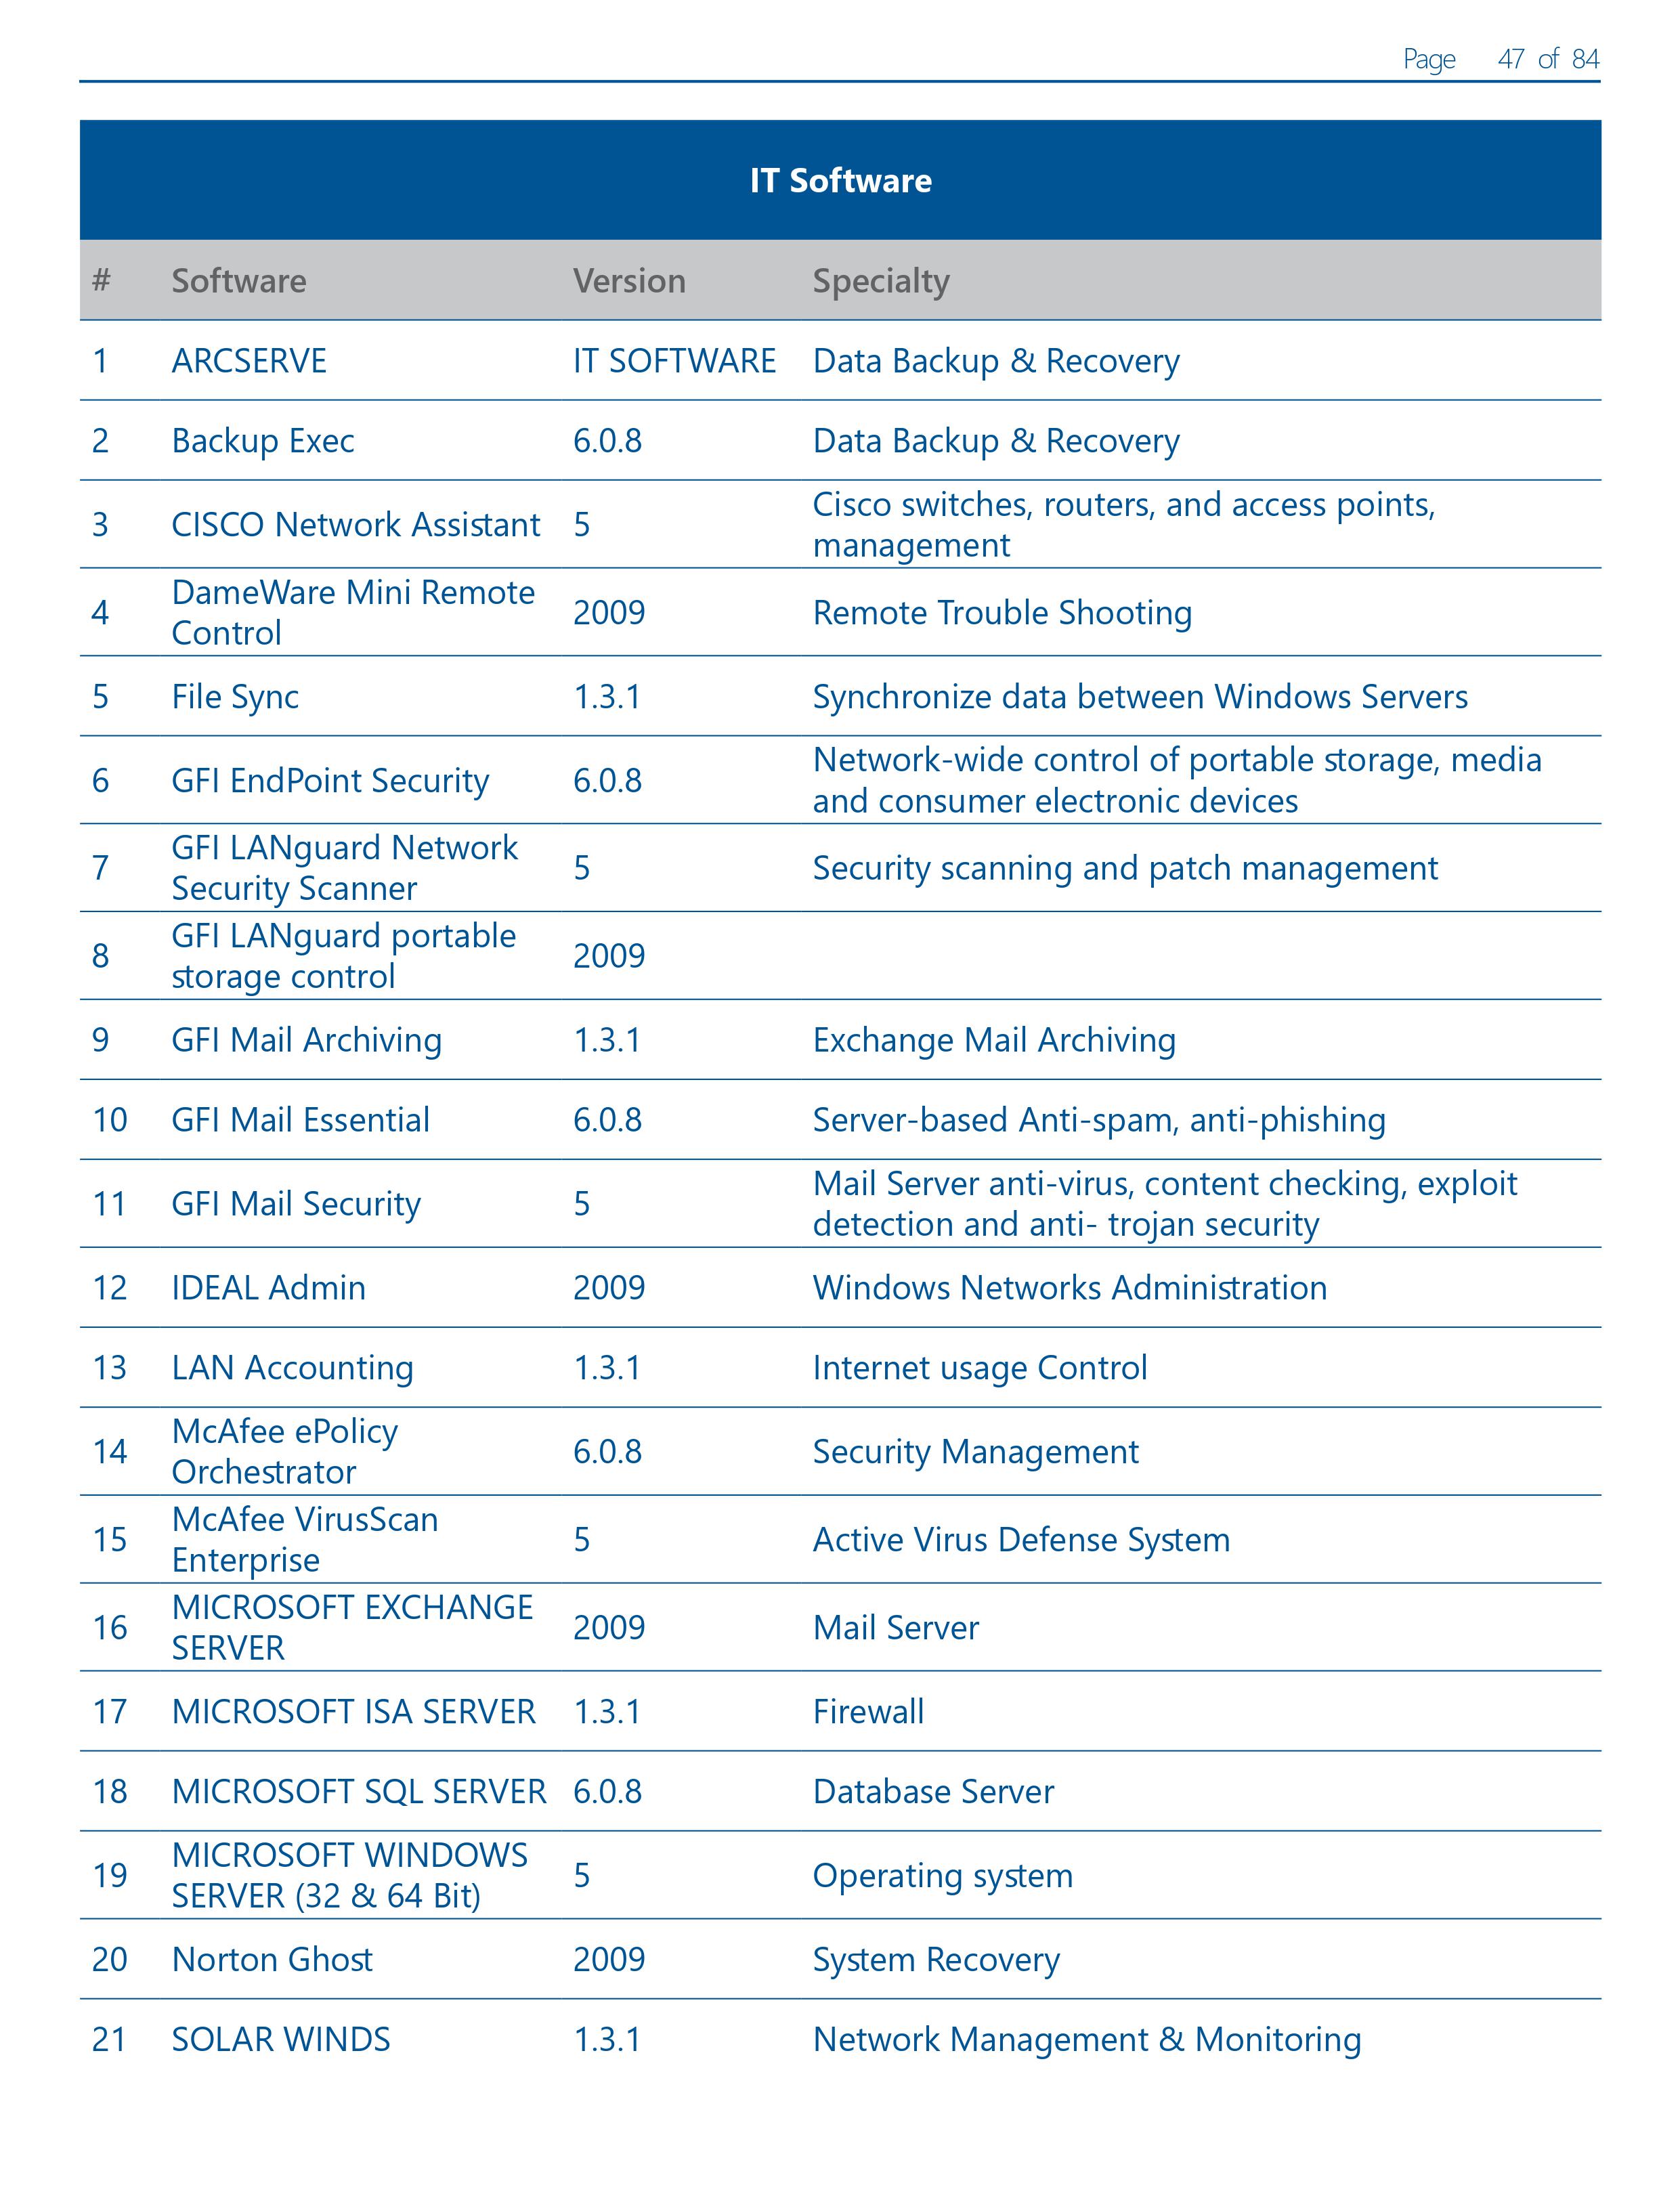 Page 47 of 84
IT Software
# Software Version Specialty
1 ARCSERVE IT SOFTWARE Data Backup & Recovery
2 Backup Exec 6.0.8 Data Backup & Recovery
3 CISCO Network Assistant 5 Cisco switches, routers, and access points,
management
4 DameWare Mini Remote
Control 2009 Remote Trouble Shooting
5 File Sync 1.3.1 Synchronize data between Windows Servers
6 GFI EndPoint Security 6.0.8 Network-wide control of portable storage, media
and consumer electronic devices
7 GFI LANguard Network
Security Scanner 5 Security scanning and patch management
8 GFI LANguard portable
storage control 2009
9 GFI Mail Archiving 1.3.1 Exchange Mail Archiving
10 GFI Mail Essential 6.0.8 Server-based Anti-spam, anti-phishing
11 GFI Mail Security 5 Mail Server anti-virus, content checking, exploit
detection and anti- trojan security
12 IDEAL Admin 2009 Windows Networks Administration
13 LAN Accounting 1.3.1 Internet usage Control
14 McAfee ePolicy
Orchestrator 6.0.8 Security Management
15 McAfee VirusScan
Enterprise 5 Active Virus Defense System
16 MICROSOFT EXCHANGE
SERVER 2009 Mail Server
17 MICROSOFT ISA SERVER 1.3.1 Firewall
18 MICROSOFT SQL SERVER 6.0.8 Database Server
19 MICROSOFT WINDOWS
SERVER (32 & 64 Bit) 5 Operating system
20 Norton Ghost 2009 System Recovery
21 SOLAR WINDS 1.3.1 Network Management & Monitoring